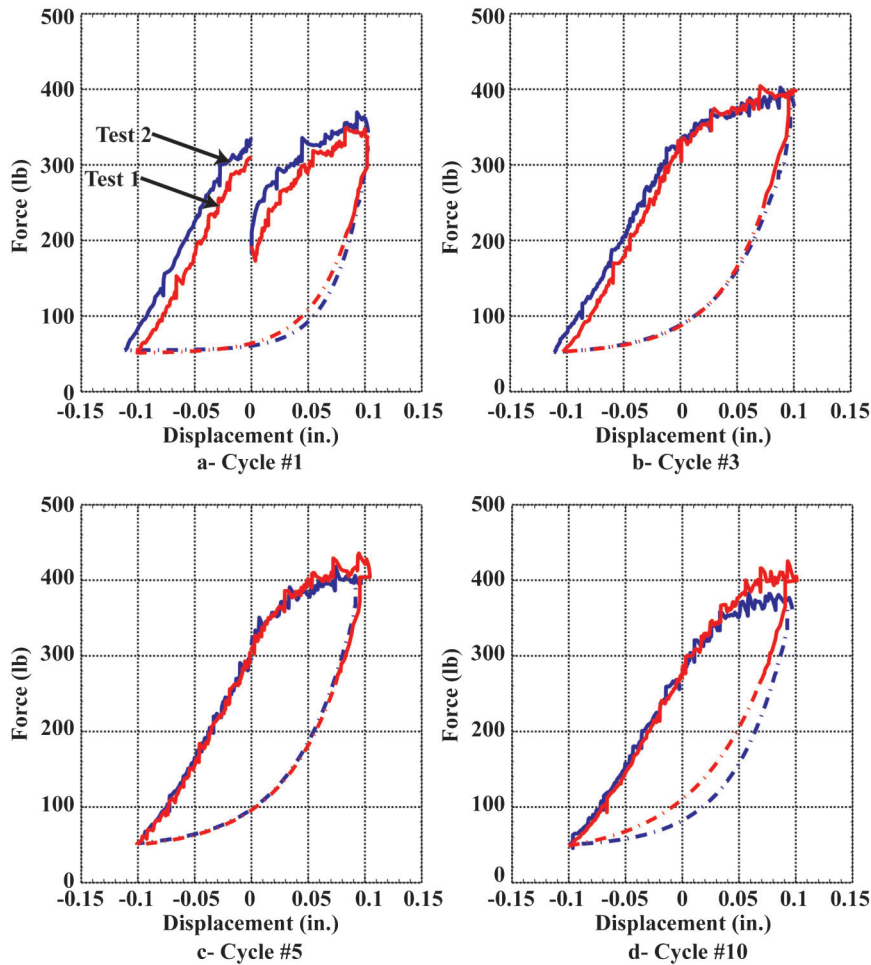 500
400
300
200
100
0
Force (lb)
Test 2
Test 1
-0.15 -0.1 -0.05 0 0.05 0.1 0.15
Displacement (in.)
a- Cycle #1
500
400
300
200
100
0
Force (lb)
-0.15 -0.1 -0.05 0 0.05 0.1 0.15
Displacement (in.)
b- Cycle #3
500
400
300
200
100
0
Force (lb)
-0.15 -0.1 -0.05 0 0.05 0.1 0.15
Displacement (in.)
c- Cycle #5
500
400
300
200
100
0
Force (lb)
-0.15 -0.1 -0.05 0 0.05 0.1 0.15
Displacement (in.)
d- Cycle #10